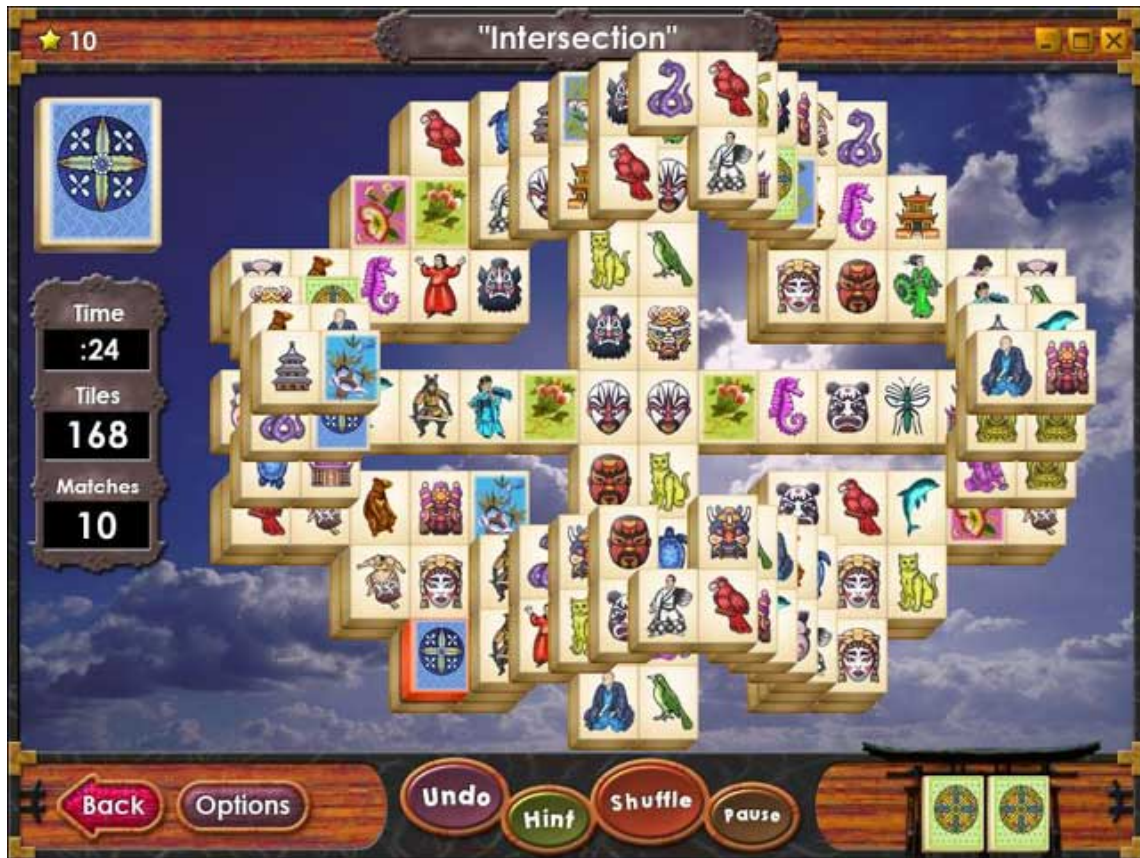 10
"Intersection"
Time
:24
Tiles
168
Matches
10
Back
Options
Undo
Hint
Shuffle
Pause